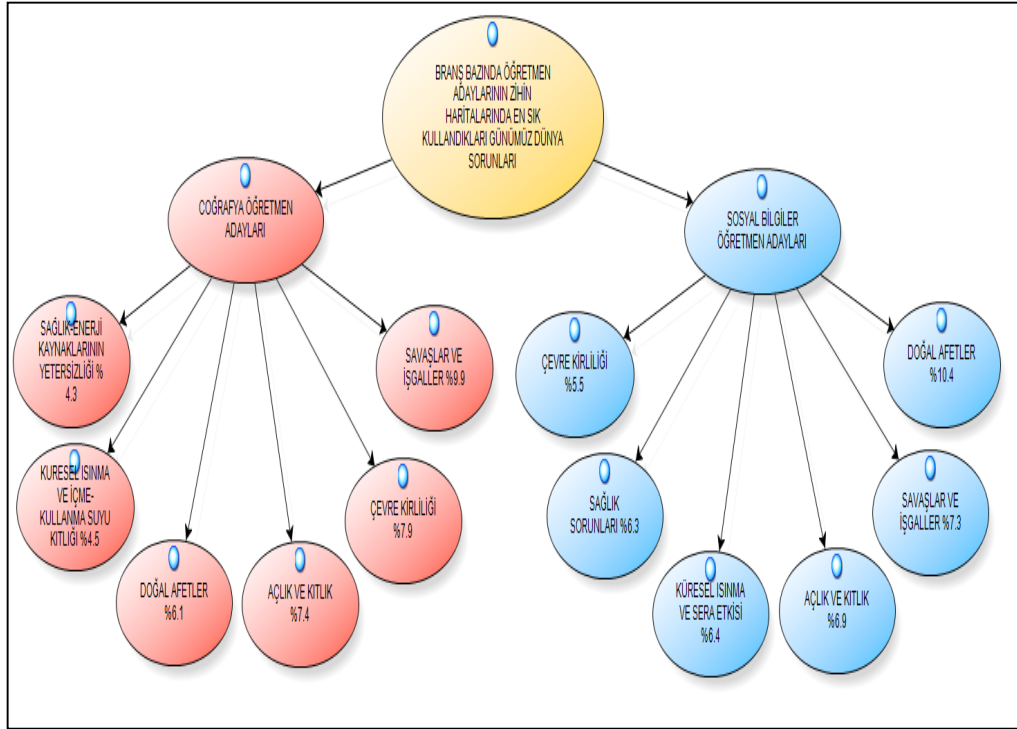 BRANŞ BAZINDA ÖĞRETMEN
ADAYLARININ ZİHİN
HARİTALARINDA EN SIK
KULLANDIKLARI GÜNÜMÜZ DÜNYA
SORUNLARI
COĞRAFYA ÖĞRETMEN
ADAYLARI
SOSYAL BİLGİLER
ÖĞRETMEN ADAYLARI
SAĞLIK-ENERJİ
KAYNAKLARININ
YETERSİZLİĞİ %
4.3
KÜRESEL ISINMA
VE İÇME-
KULLANMA SUYU
KITLIĞI %4.5
DOĞAL AFETLER
%6.1
AÇLIK VE KITLIK
%7.4
ÇEVRE KİRLİLİĞİ
%7.9
SAVAŞLAR VE
İŞGALLER %9.9
ÇEVRE KİRLİLİĞİ
%5.5
SAĞLIK
SORUNLARI %6.3
KÜRESEL ISINMA
VE SERA ETKİSİ
%6.4
AÇLIK VE KITLIK
%6.9
SAVAŞLAR VE
İŞGALLER %7.3
DOĞAL AFETLER
%10.4